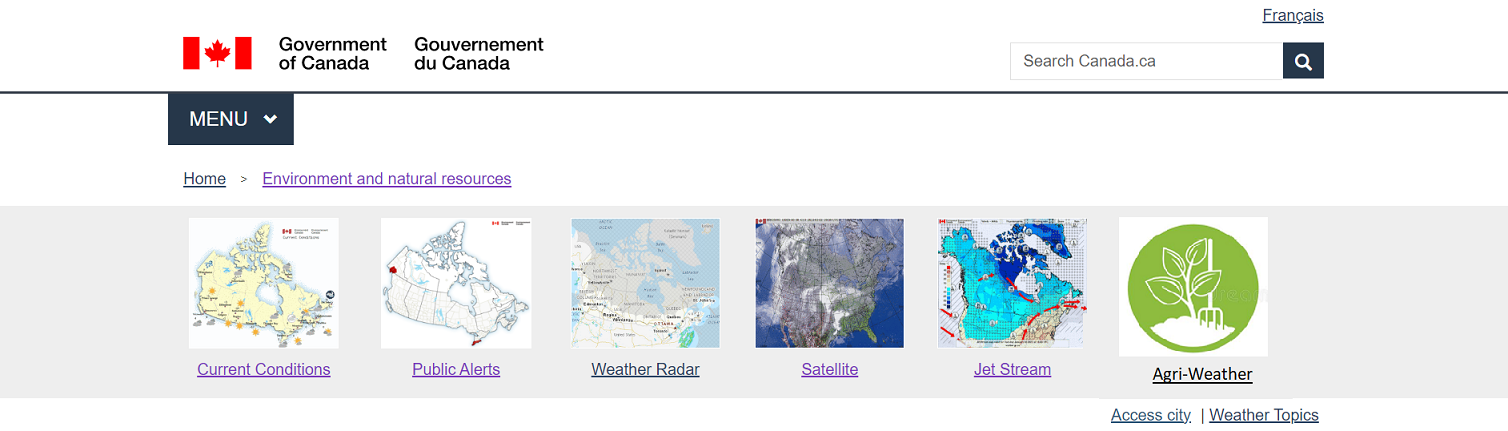 Français
Government of Canada
Gouvernement du Canada
Search Canada.ca
MENU
Home > Environment and natural resources
Current Conditions
Public Alerts
Weather Radar
Satellite
Jet Stream
Agri-Weather
Access city | Weather Topics